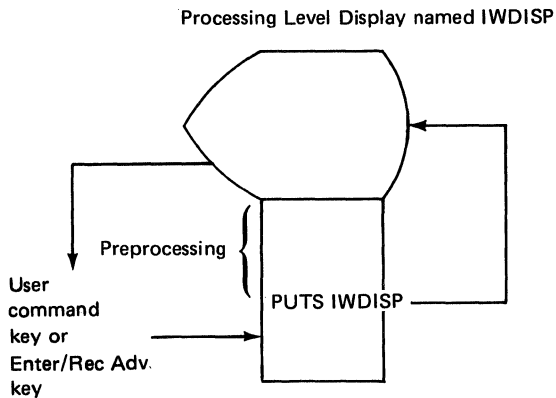 Processing Level Display named IWDISP
Preprocessing
PUTS IWDISP
User
command
key or
Enter/Rec Adv.
key